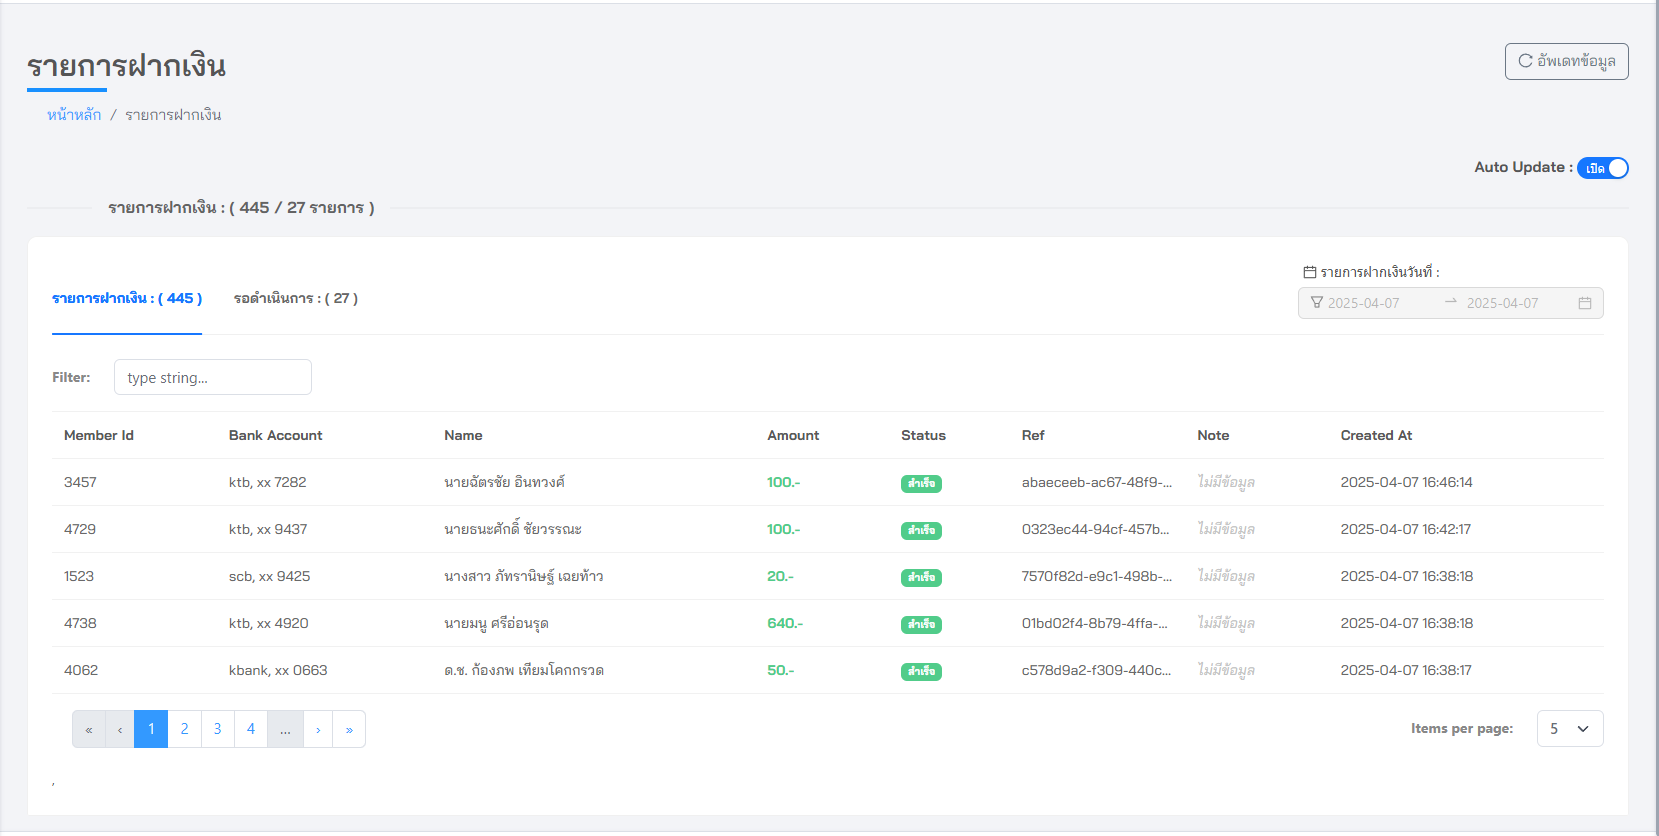 รายการฝากเงิน
อัพเดทข้อมูล
หน้าหลัก / รายการฝากเงิน
Auto Update : เปิด
รายการฝากเงิน : ( 445 / 27 รายการ )
รายการฝากเงินวันที่ :
รายการฝากเงิน : ( 445 ) รอดำเนินการ : ( 27 )
2025-04-07 → 2025-04-07
Filter: type string...
Member Id Bank Account Name Amount Status Ref Note Created At
3457 ktb, xx 7282 นายฉัตรชัย อินทวงศ์ 100.- สำเร็จ abaeceeb-ac67-48f9-... ไม่มีข้อมูล 2025-04-07 16:46:14
4729 ktb, xx 9437 นายธนะศักดิ์ ชัยวรรณะ 100.- สำเร็จ 0323ec44-94cf-457b... ไม่มีข้อมูล 2025-04-07 16:42:17
1523 scb, xx 9425 นางสาว ภัทรานิษฐ์ เฉยท้าว 20.- สำเร็จ 7570f82d-e9c1-498b-... ไม่มีข้อมูล 2025-04-07 16:38:18
4738 ktb, xx 4920 นายมนู ศรีอ่อนรุด 640.- สำเร็จ 01bd02f4-8b79-4ffa-... ไม่มีข้อมูล 2025-04-07 16:38:18
4062 kbank, xx 0663 ด.ช. ก้องภพ เทียมโคกกรวด 50.- สำเร็จ c578d9a2-f309-440c... ไม่มีข้อมูล 2025-04-07 16:38:17
« ‹ 1 2 3 4 ... › » Items per page: 5
,